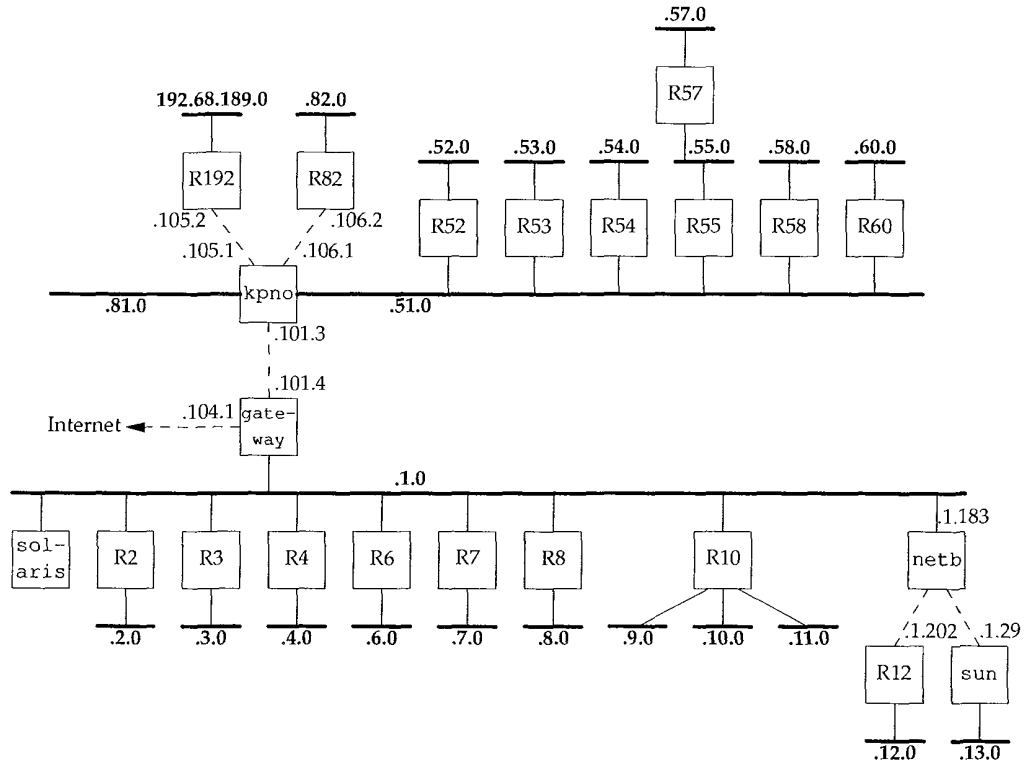 .57.0
R57
192.68.189.0 .82.0
R192 R82
.52.0 .53.0 .54.0 .55.0 .58.0 .60.0
R52 R53 R54 R55 R58 R60
.105.2 .106.2
.105.1 .106.1
kpno
.81.0 .51.0
.101.3
.101.4
Internet .104.1
gate-
way
.1.0
.1.183
sol-
aris
R2 R3 R4 R6 R7 R8 R10 netb
.2.0 .3.0 .4.0 .6.0 .7.0 .8.0 .9.0 .10.0 .11.0
.1.202 .1.29
R12 sun
.12.0 .13.0